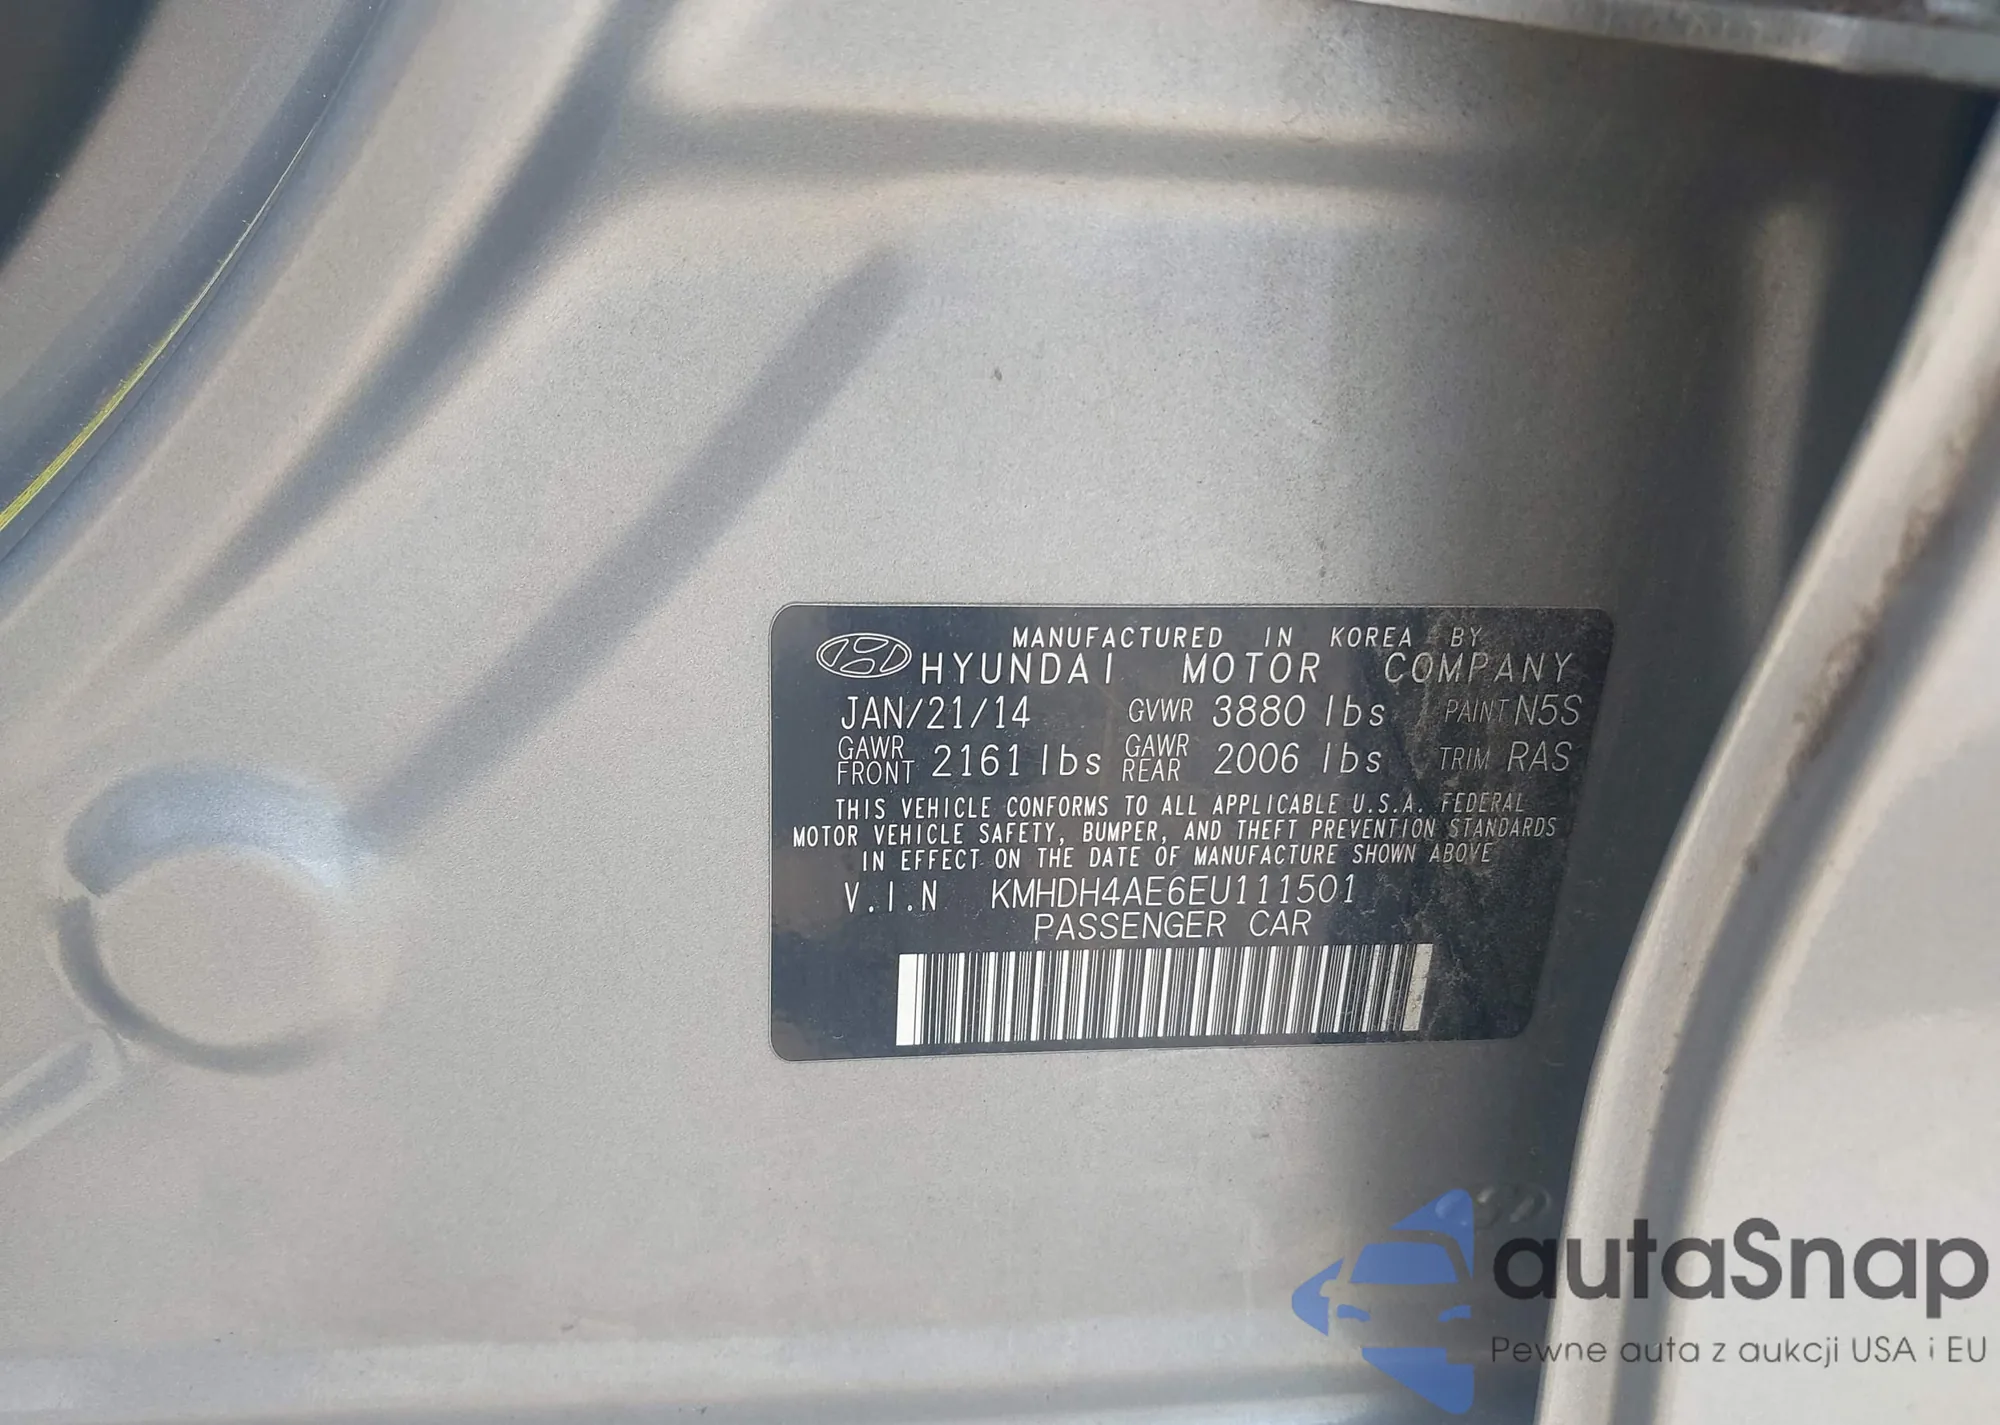 MANUFACTURED IN KOREA BY
HYUNDAI MOTOR COMPANY
JAN/21/14 GVWR 3880 lbs PAINT N5S
GAWR FRONT 2161 lbs GAWR REAR 2006 lbs TRIM RAS
THIS VEHICLE CONFORMS TO ALL APPLICABLE U.S.A. FEDERAL
MOTOR VEHICLE SAFETY, BUMPER, AND THEFT PREVENTION STANDARDS
IN EFFECT ON THE DATE OF MANUFACTURE SHOWN ABOVE
V.I.N KMHDH4AE6EU111501
PASSENGER CAR
autaSnap
Pewne auta z aukcji USA i EU